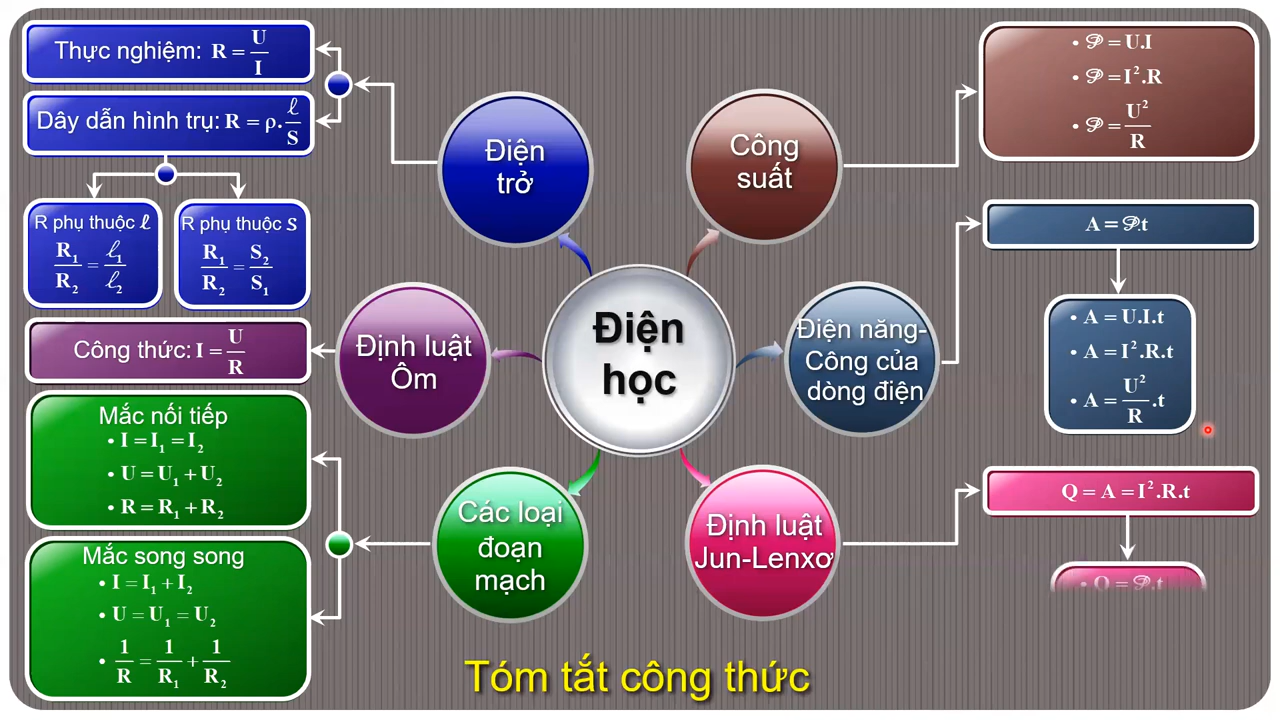 Thực nghiệm: R = U/I
Dây dẫn hình trụ: R = ρ.ℓ/S
R phụ thuộc ℓ
R₁/R₂ = ℓ₁/ℓ₂
R phụ thuộc S
R₁/R₂ = S₂/S₁
Công thức: I = U/R
Mắc nối tiếp
• I = I₁ = I₂
• U = U₁ + U₂
• R = R₁ + R₂
Mắc song song
• I = I₁ + I₂
• U = U₁ = U₂
• 1/R = 1/R₁ + 1/R₂
Điện
trở
Định luật
Ôm
Các loại
đoạn
mạch
Điện
học
Công
suất
Điện năng-
Công của
dòng điện
Định luật
Jun-Lenxơ
• 𝒫 = U.I
• 𝒫 = I².R
• 𝒫 = U²/R
A = 𝒫.t
• A = U.I.t
• A = I².R.t
• A = U²/R.t
Q = A = I².R.t
• Q = 𝒫.t
Tóm tắt công thức